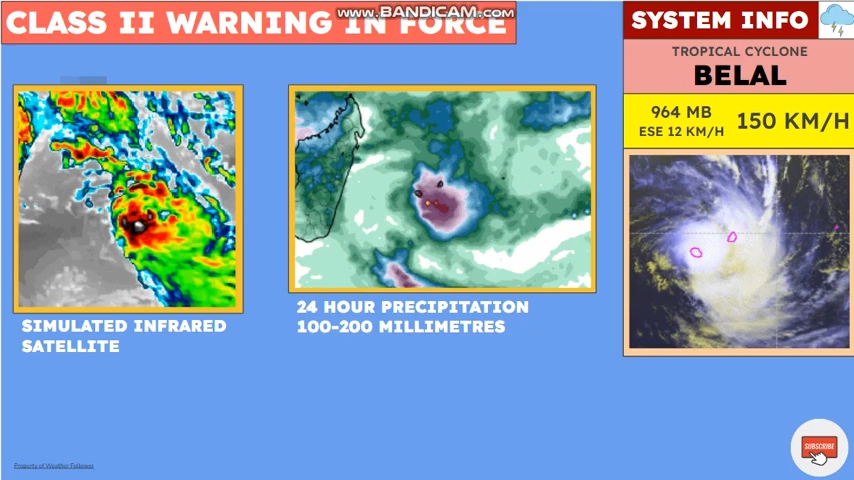 CLASS II WARNING IN FORCE
www.BANDICAM.com
SYSTEM INFO
TROPICAL CYCLONE
BELAL
964 MB
ESE 12 KM/H
150 KM/H
SIMULATED INFRARED
SATELLITE
24 HOUR PRECIPITATION
100-200 MILLIMETRES
SUBSCRIBE
Property of Weather Follower